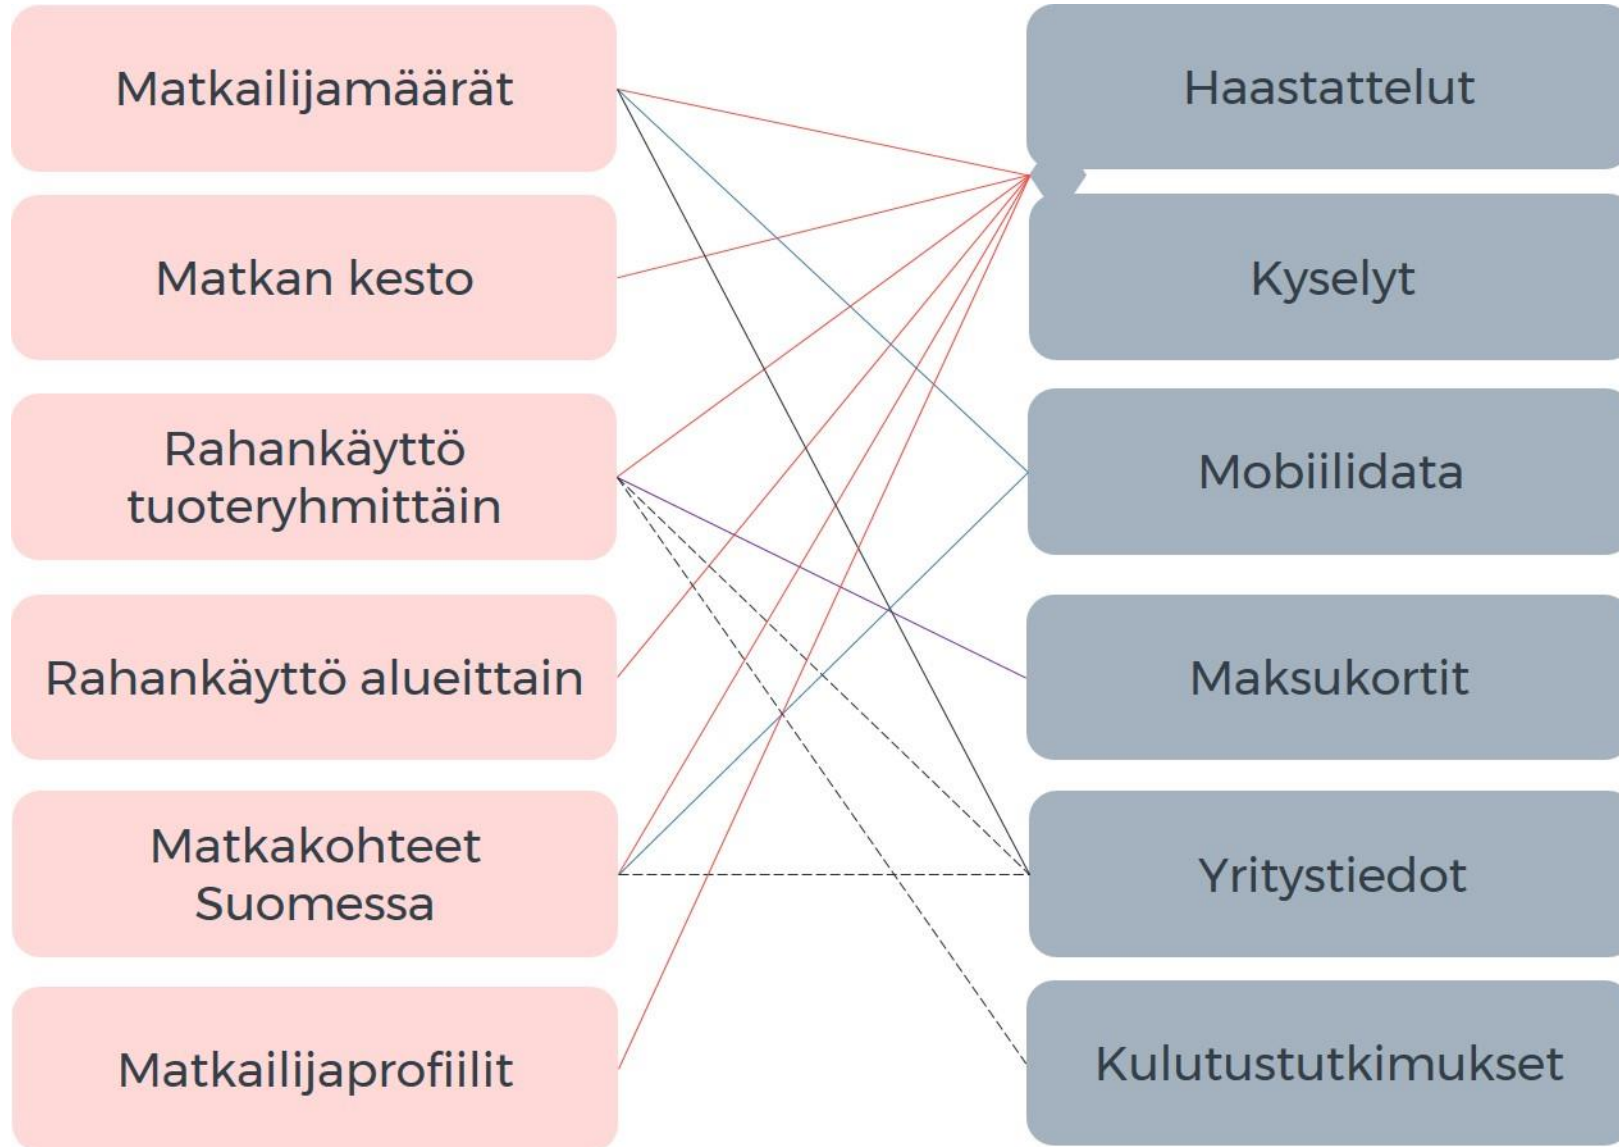 Matkailijamäärät
Matkan kesto
Rahankäyttö
tuoteryhmittäin
Rahankäyttö alueittain
Matkakohteet
Suomessa
Matkailijaprofiilit
Haastattelut
Kyselyt
Mobiilidata
Maksukortit
Yritystiedot
Kulutustutkimukset